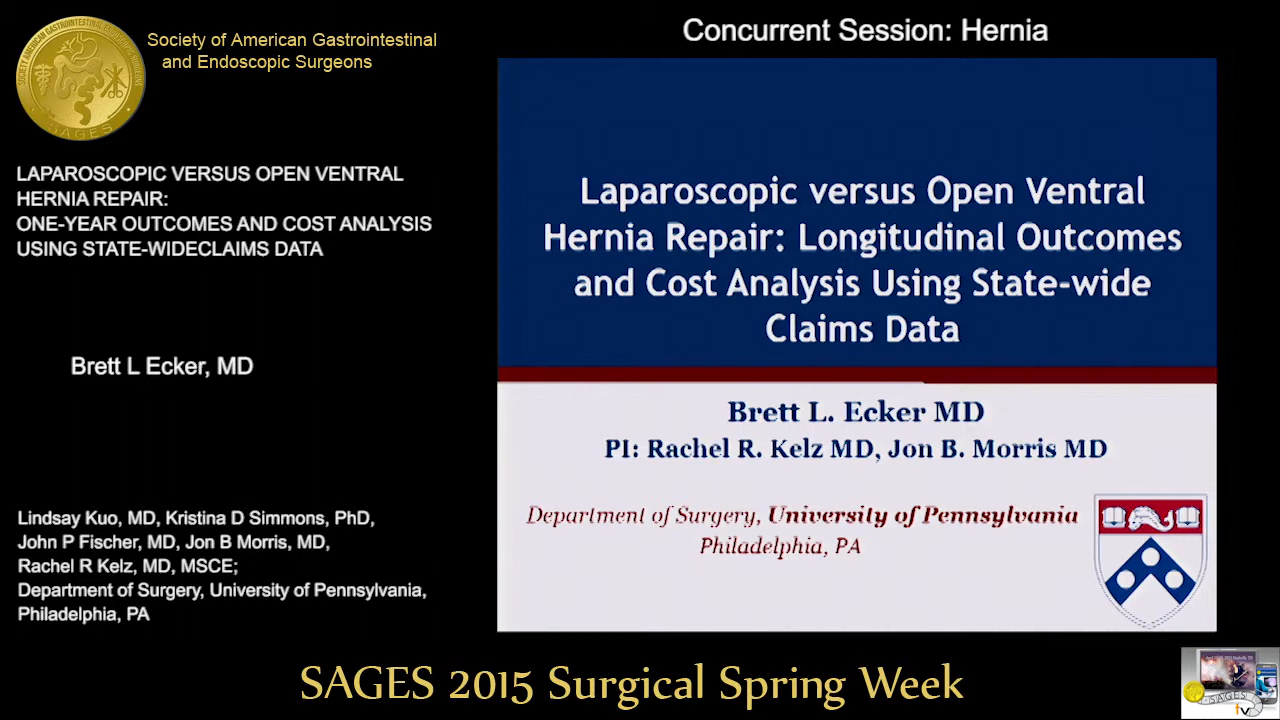 Society of American Gastrointestinal
and Endoscopic Surgeons
SAGES
Concurrent Session: Hernia
LAPAROSCOPIC VERSUS OPEN VENTRAL
HERNIA REPAIR:
ONE-YEAR OUTCOMES AND COST ANALYSIS
USING STATE-WIDECLAIMS DATA
Brett L Ecker, MD
Lindsay Kuo, MD, Kristina D Simmons, PhD,
John P Fischer, MD, Jon B Morris, MD,
Rachel R Kelz, MD, MSCE;
Department of Surgery, University of Pennsylvania,
Philadelphia, PA
Laparoscopic versus Open Ventral
Hernia Repair: Longitudinal Outcomes
and Cost Analysis Using State-wide
Claims Data
Brett L. Ecker MD
PI: Rachel R. Kelz MD, Jon B. Morris MD
Department of Surgery, University of Pennsylvania
Philadelphia, PA
SAGES 2015 Surgical Spring Week
SAGES
tv